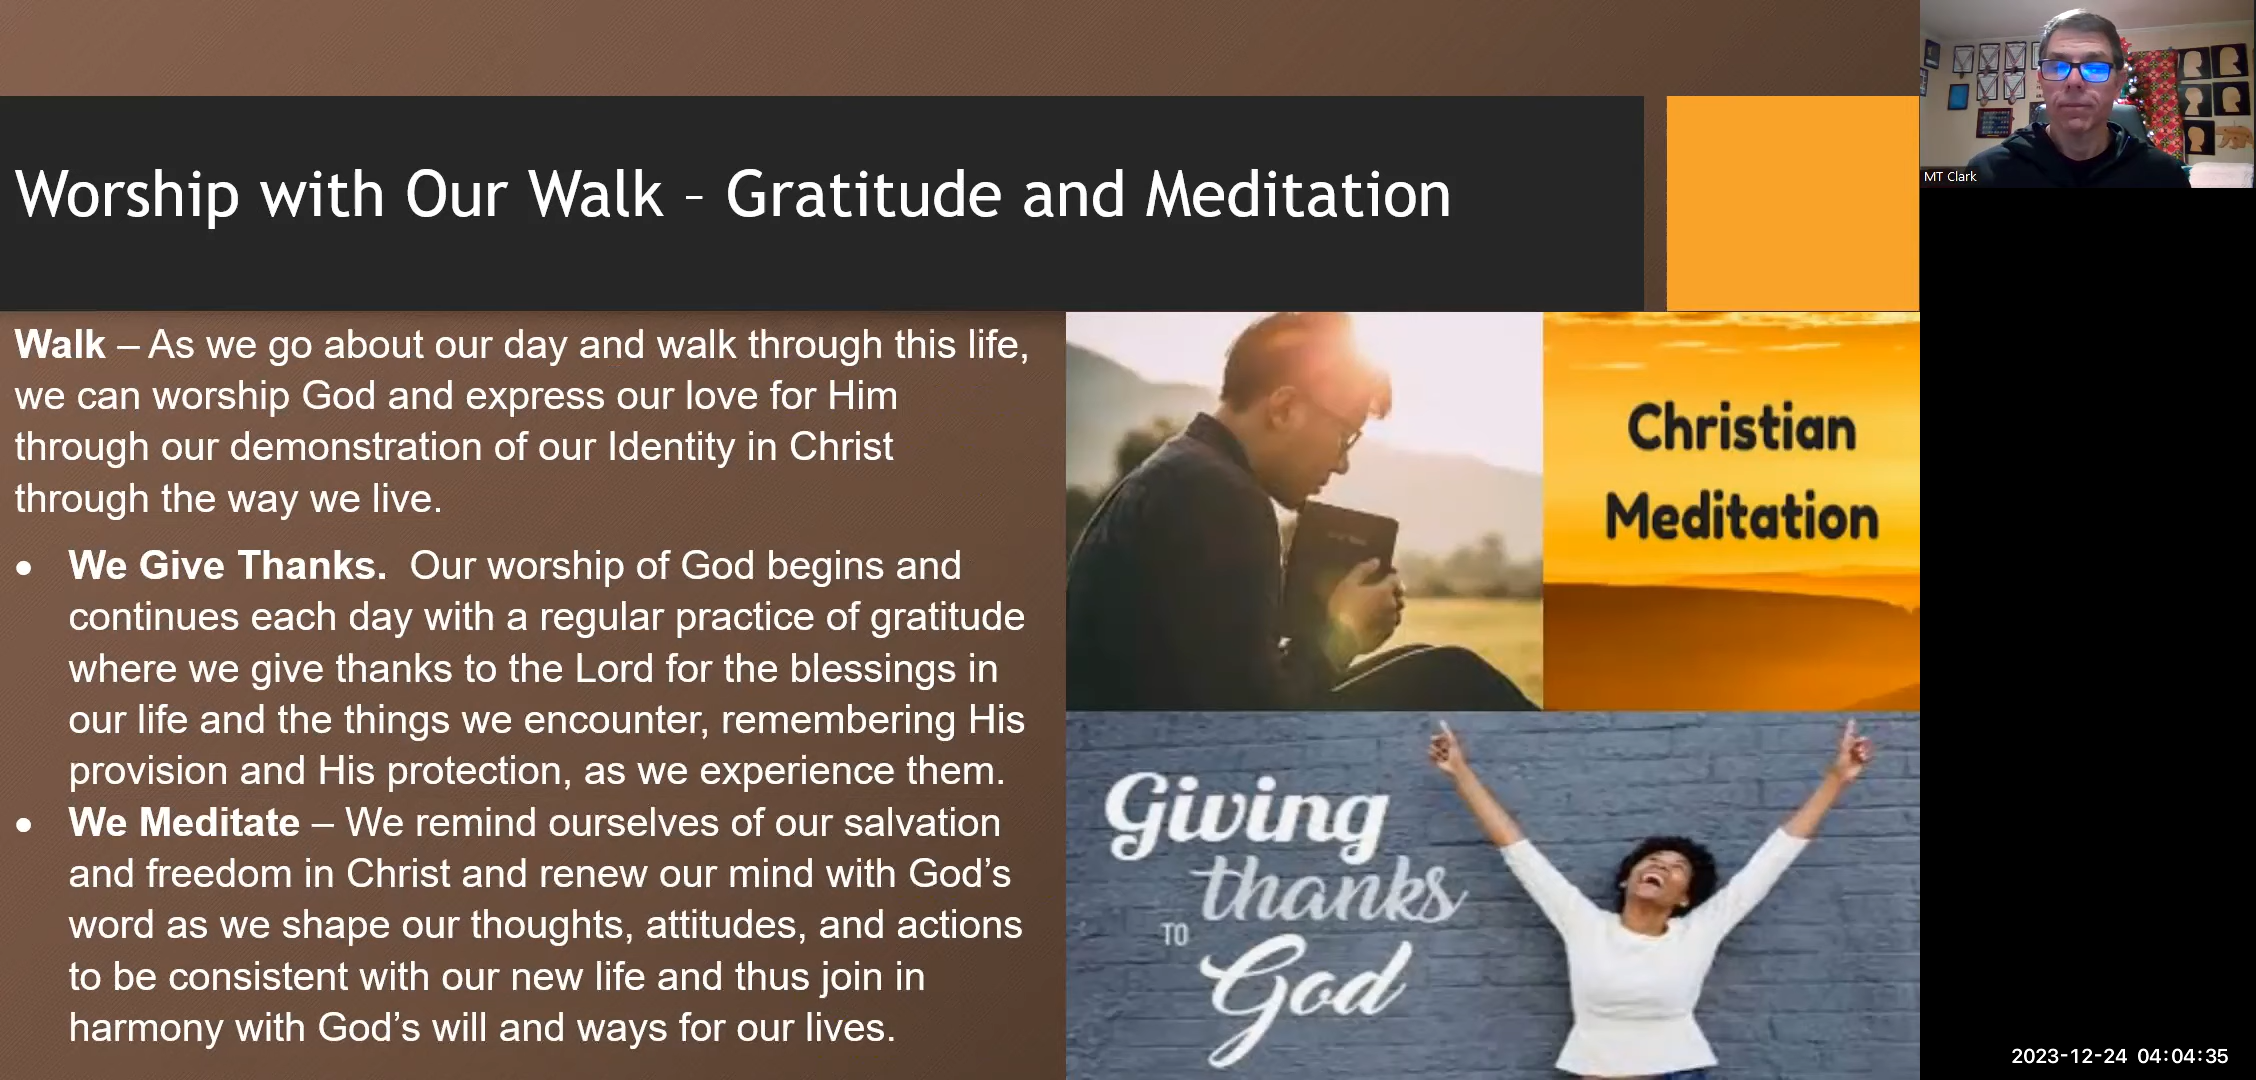 Worship with Our Walk – Gratitude and Meditation
MT Clark
Walk – As we go about our day and walk through this life,
we can worship God and express our love for Him
through our demonstration of our Identity in Christ
through the way we live.
• We Give Thanks.  Our worship of God begins and
continues each day with a regular practice of gratitude
where we give thanks to the Lord for the blessings in
our life and the things we encounter, remembering His
provision and His protection, as we experience them.
• We Meditate – We remind ourselves of our salvation
and freedom in Christ and renew our mind with God’s
word as we shape our thoughts, attitudes, and actions
to be consistent with our new life and thus join in
harmony with God’s will and ways for our lives.
Christian
Meditation
Giving
thanks
TO
God
2023-12-24 04:04:35